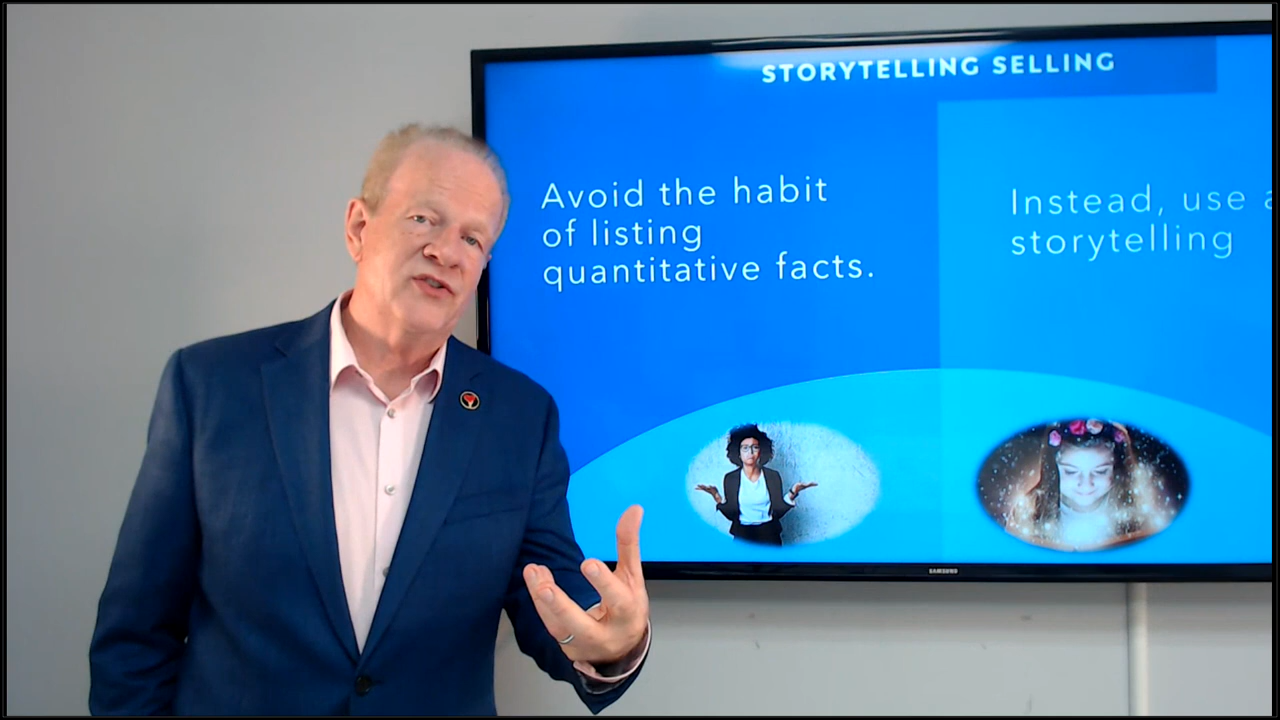 STORYTELLING SELLING
Avoid the habit
of listing
quantitative facts.
Instead, use
storytelling
SAMSUNG